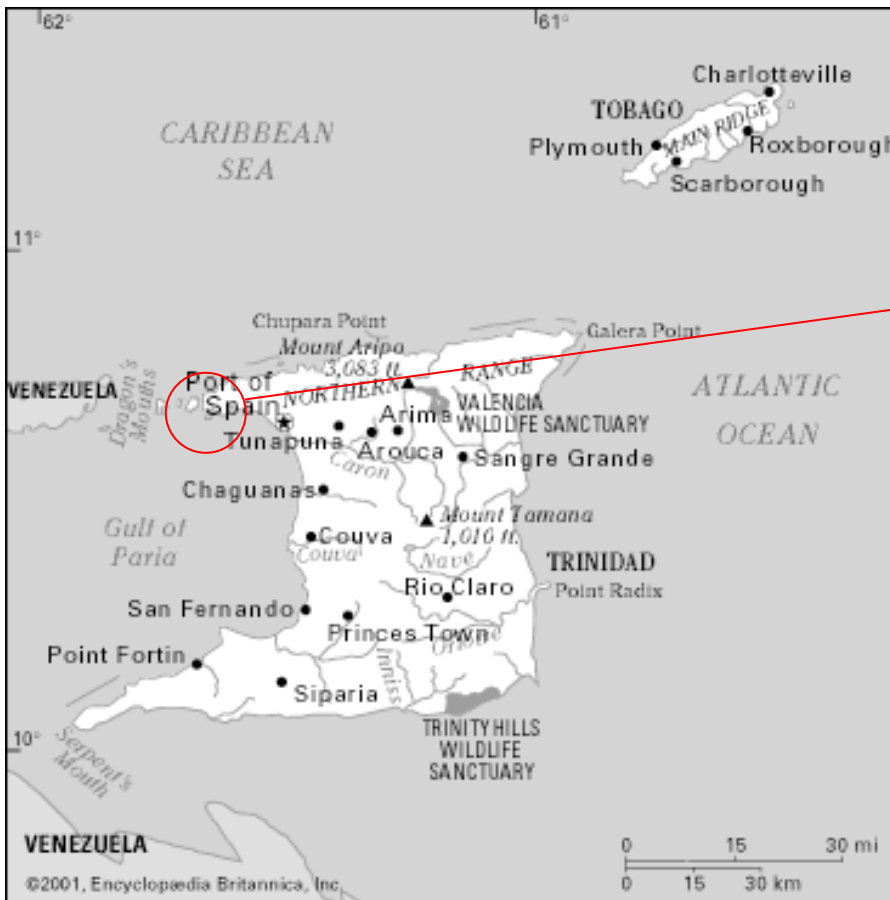 62°
61°
Charlotteville
TOBAGO
MAIN RIDGE
CARIBBEAN
SEA
Plymouth
Roxborough
Scarborough
11°
Chupara Point
Galera Point
Mount Aripo
3,083 ft.
Port of
Spain
NORTHERN
RANGE
VENEZUELA
Dragon's
Mouths
ATLANTIC
OCEAN
Arima
VALENCIA
WILDLIFE SANCTUARY
Tunapuna
Arouca
Caron
Sangre Grande
Chaguanas
Mount Tamana
1,010 ft.
Gulf of
Paria
Couva
Couva
Nave
TRINIDAD
Rio Claro
Point Radix
San Fernando
Princes Town
Point Fortin
Inniss
Siparia
TRINITY HILLS
WILDLIFE
SANCTUARY
10°
Serpent's
Mouth
VENEZUELA
0 15 30 mi
0 15 30 km
©2001, Encyclopædia Britannica, Inc.